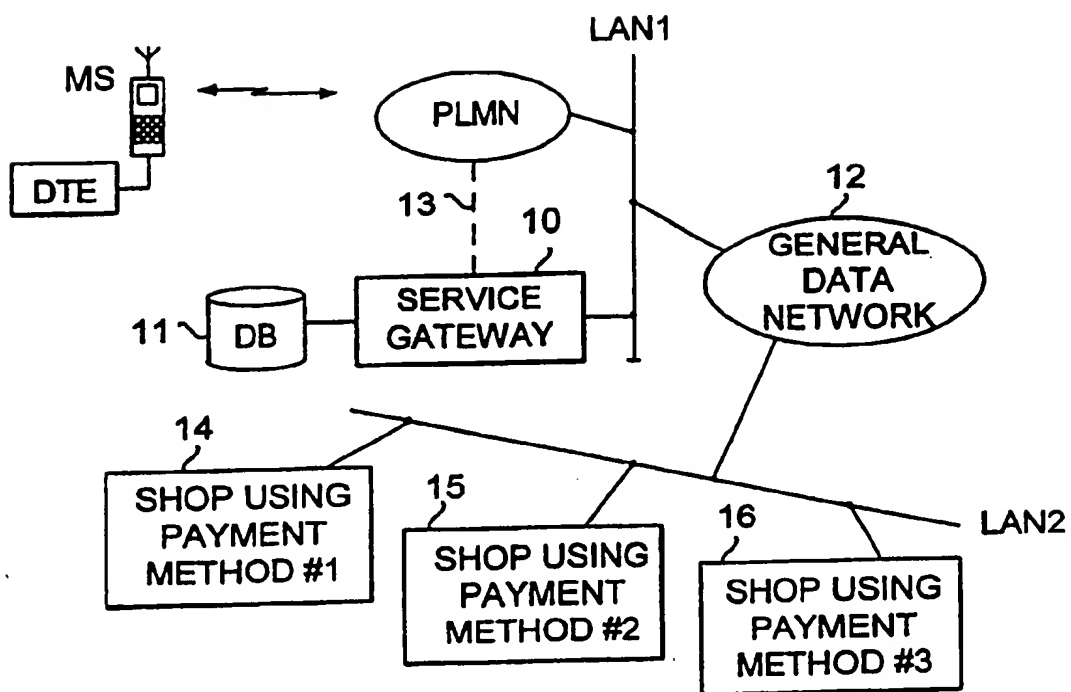 LAN1
MS
PLMN
DTE
13
10
12
GENERAL
DATA
NETWORK
SERVICE
GATEWAY
11
DB
14
SHOP USING
PAYMENT
METHOD #1
15
SHOP USING
PAYMENT
METHOD #2
16
SHOP USING
PAYMENT
METHOD #3
LAN2